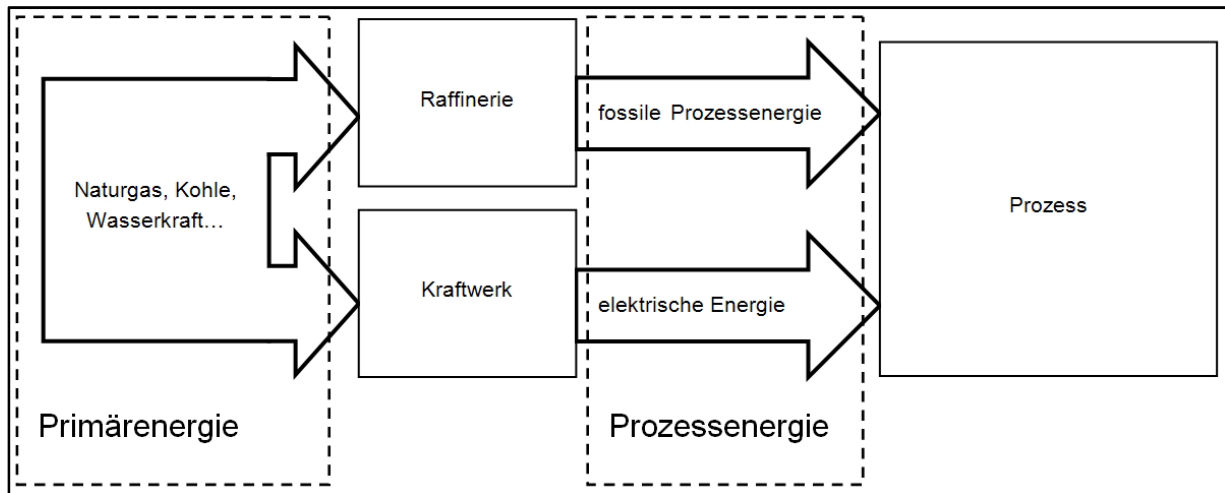 Naturgas, Kohle,
Wasserkraft…
Primärenergie
Raffinerie
Kraftwerk
fossile Prozessenergie
elektrische Energie
Prozessenergie
Prozess